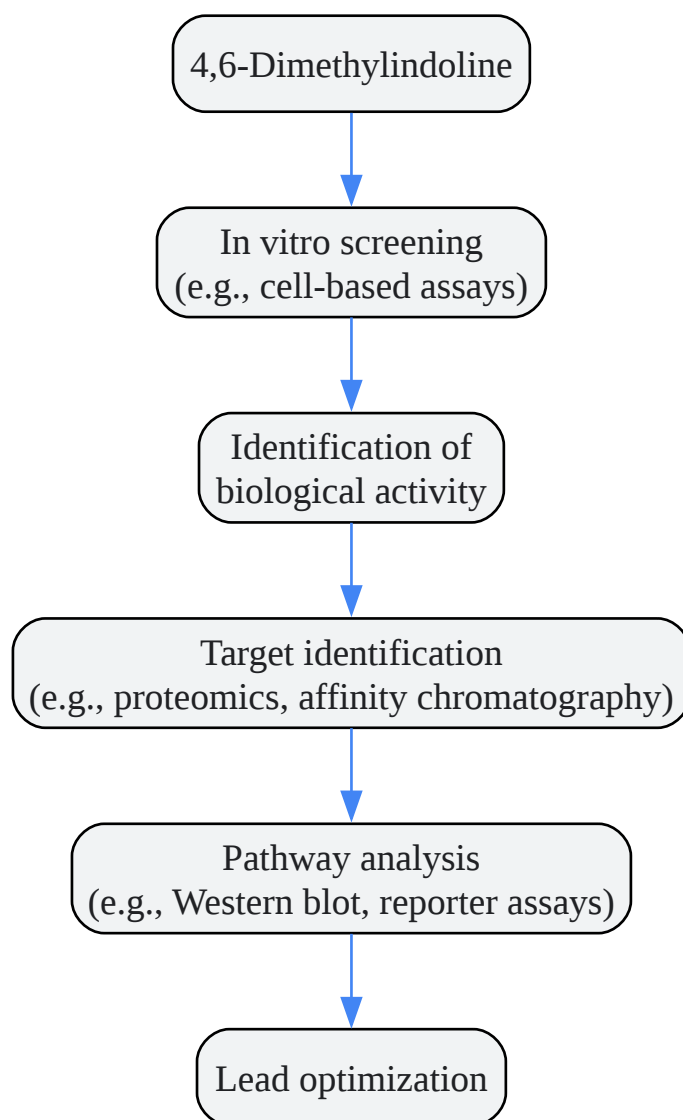 4,6-Dimethylindoline
In vitro screening
(e.g., cell-based assays)
Identification of
biological activity
Target identification
(e.g., proteomics, affinity chromatography)
Pathway analysis
(e.g., Western blot, reporter assays)
Lead optimization